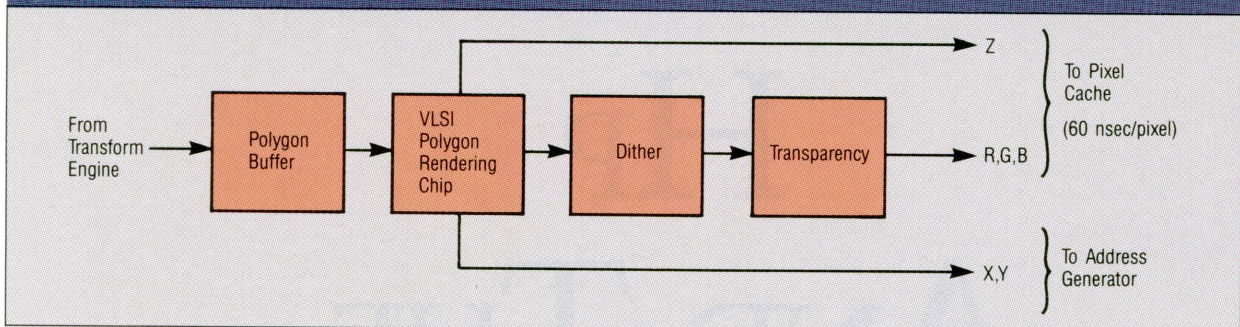 From
Transform
Engine
Polygon
Buffer
VLSI
Polygon
Rendering
Chip
Dither
Transparency
Z
R,G,B
To Pixel
Cache
(60 nsec/pixel)
X,Y
To Address
Generator